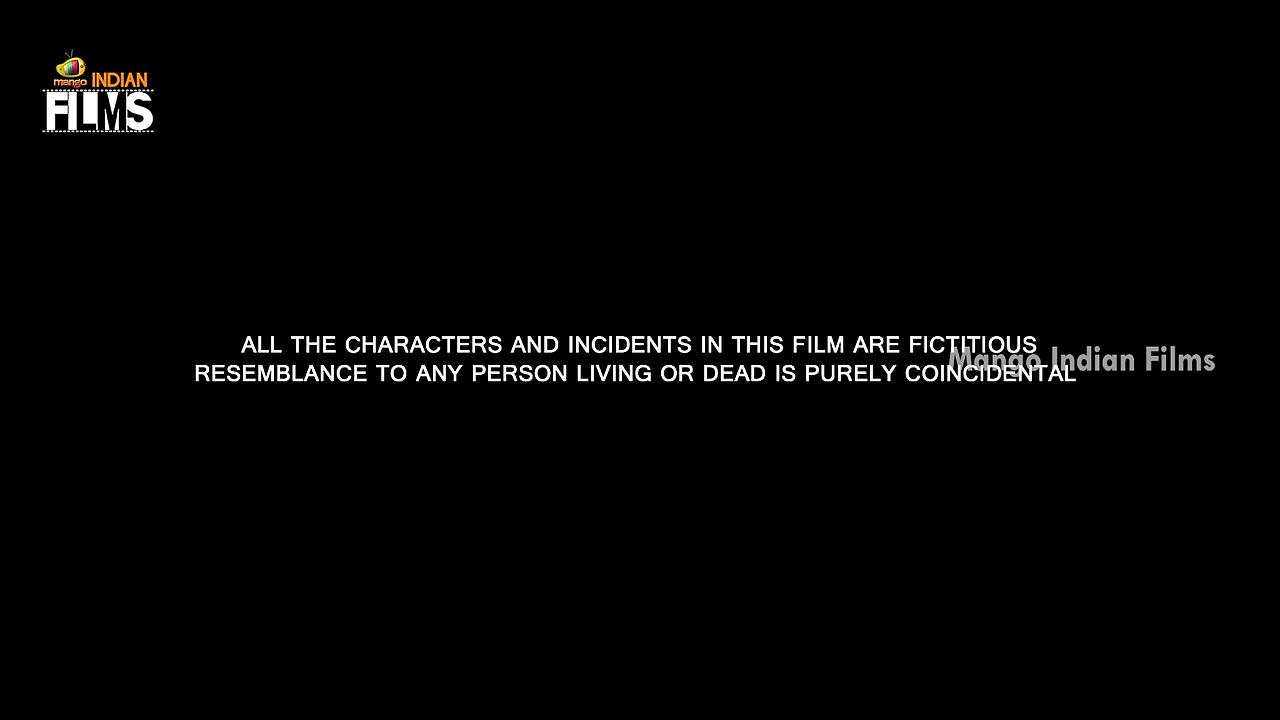 mango INDIAN
FILMS
ALL THE CHARACTERS AND INCIDENTS IN THIS FILM ARE FICTITIOUS
Mango Indian Films
RESEMBLANCE TO ANY PERSON LIVING OR DEAD IS PURELY COINCIDENTAL